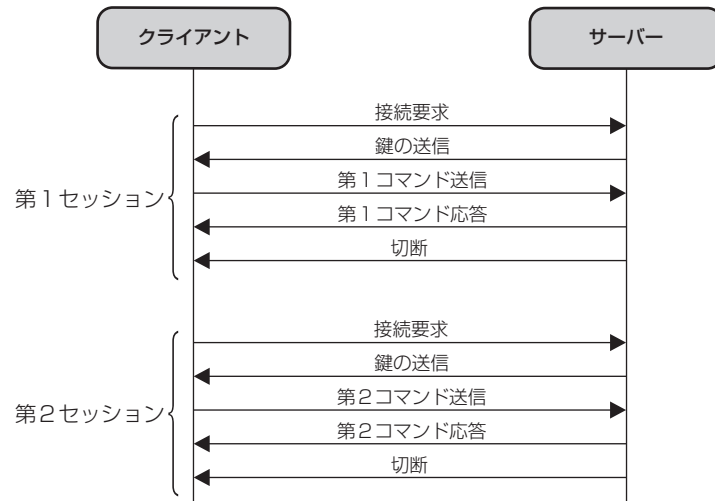 クライアント
サーバー
接続要求
鍵の送信
第1セッション
第1コマンド送信
第1コマンド応答
切断
接続要求
鍵の送信
第2セッション
第2コマンド送信
第2コマンド応答
切断